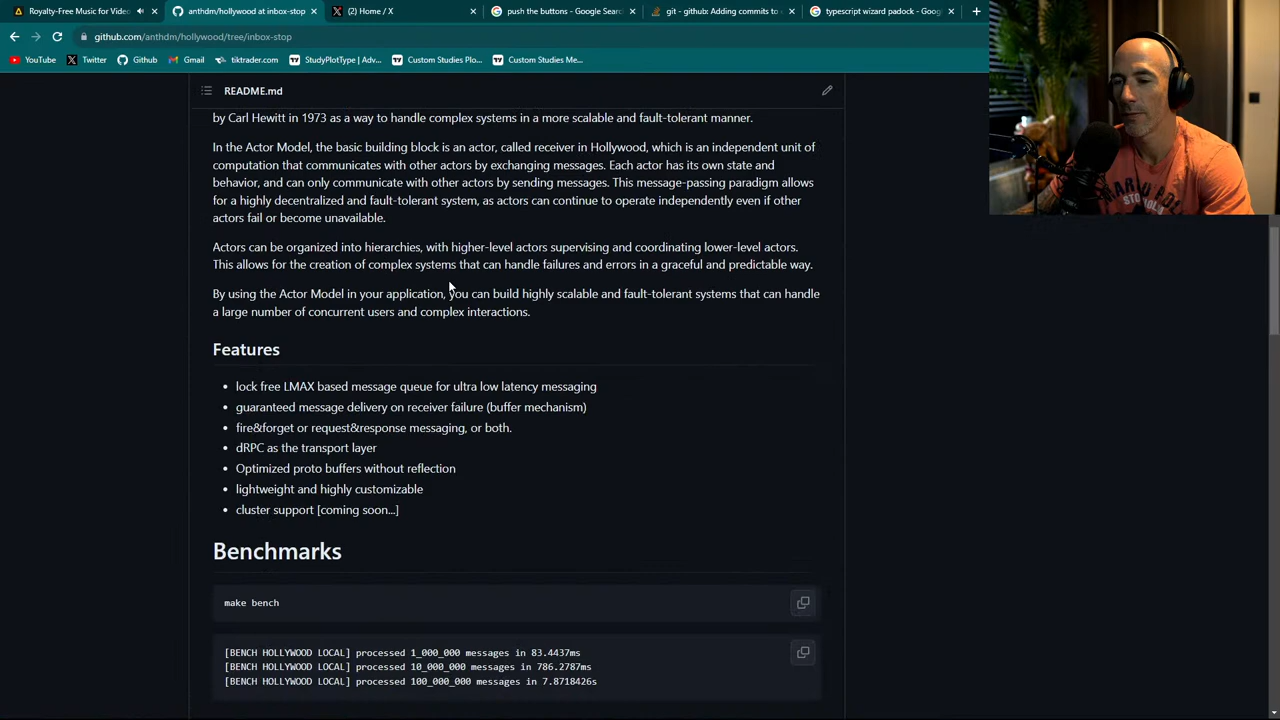 Royalty-Free Music for Video
anthdm/hollywood at inbox-stop
(2) Home / X
push the buttons - Google Sear
git - github: Adding commits to
typescript wizard padock - Goog
github.com/anthdm/hollywood/tree/inbox-stop
YouTube
Twitter
Github
Gmail
tiktrader.com
StudyPlotType | Adv...
Custom Studies Plo...
Custom Studies Me...
README.md
by Carl Hewitt in 1973 as a way to handle complex systems in a more scalable and fault-tolerant manner.
In the Actor Model, the basic building block is an actor, called receiver in Hollywood, which is an independent unit of
computation that communicates with other actors by exchanging messages. Each actor has its own state and
behavior, and can only communicate with other actors by sending messages. This message-passing paradigm allows
for a highly decentralized and fault-tolerant system, as actors can continue to operate independently even if other
actors fail or become unavailable.
Actors can be organized into hierarchies, with higher-level actors supervising and coordinating lower-level actors.
This allows for the creation of complex systems that can handle failures and errors in a graceful and predictable way.
By using the Actor Model in your application, you can build highly scalable and fault-tolerant systems that can handle
a large number of concurrent users and complex interactions.
Features
• lock free LMAX based message queue for ultra low latency messaging
• guaranteed message delivery on receiver failure (buffer mechanism)
• fire&forget or request&response messaging, or both.
• dRPC as the transport layer
• Optimized proto buffers without reflection
• lightweight and highly customizable
• cluster support [coming soon...]
Benchmarks
make bench
[BENCH HOLLYWOOD LOCAL] processed 1_000_000 messages in 83.4437ms
[BENCH HOLLYWOOD LOCAL] processed 10_000_000 messages in 786.2787ms
[BENCH HOLLYWOOD LOCAL] processed 100_000_000 messages in 7.8718426s